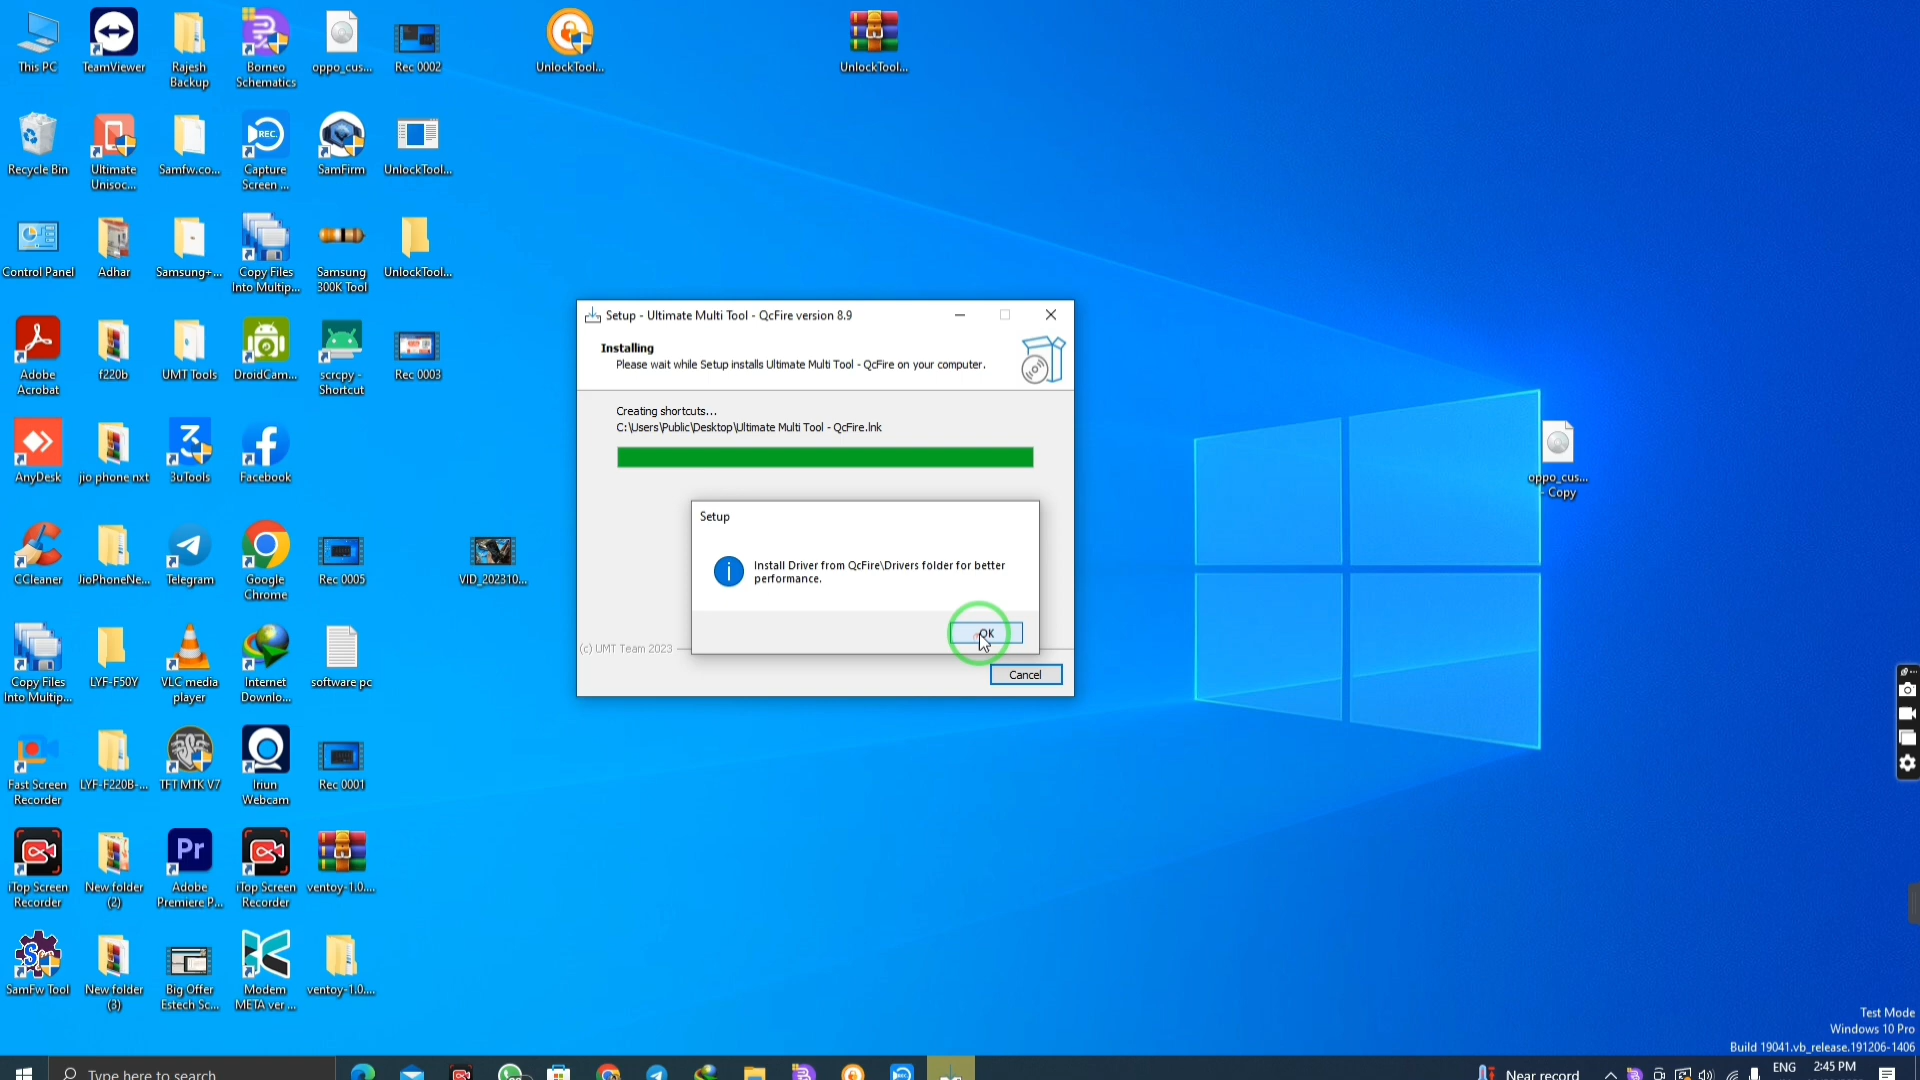 This PC
TeamViewer
Rajesh
Backup
Borneo
Schematics
oppo_cus...
Rec 0002
UnlockTool...
UnlockTool...
Recycle Bin
Ultimate
Unisoc...
Samfw.co...
REC.
Capture
Screen ...
SamFirm
UnlockTool...
Control Panel
Adhar
Samsung+...
Copy Files
Into Multip...
Samsung
300K Tool
UnlockTool...
Adobe
Acrobat
f220b
UMT Tools
DroidCam...
scrcpy -
Shortcut
Rec 0003
AnyDesk
jio phone nxt
3uTools
Facebook
CCleaner
JioPhoneNe...
Telegram
Google
Chrome
Rec 0005
VID_202310...
Copy Files
Into Multip...
LYF-F50Y
VLC media
player
Internet
Downlo...
software pc
Fast Screen
Recorder
LYF-F220B-...
TFT MTK V7
Iriun
Webcam
Rec 0001
iTop Screen
Recorder
New folder
(2)
Pr
Adobe
Premiere P...
iTop Screen
Recorder
ventoy-1.0....
SamFw Tool
New folder
(3)
Big Offer
Estech Sc...
Modem
META ver ...
ventoy-1.0....
Setup - Ultimate Multi Tool - QcFire version 8.9
Installing
Please wait while Setup installs Ultimate Multi Tool - QcFire on your computer.
Creating shortcuts...
C:\Users\Public\Desktop\Ultimate Multi Tool - QcFire.lnk
Setup
Install Driver from QcFire\Drivers folder for better
performance.
OK
(c) UMT Team 2023
Cancel
oppo_cus...
- Copy
Test Mode
Windows 10 Pro
Build 19041.vb_release.191206-1406
Type here to search
Near record
ENG
2:45 PM